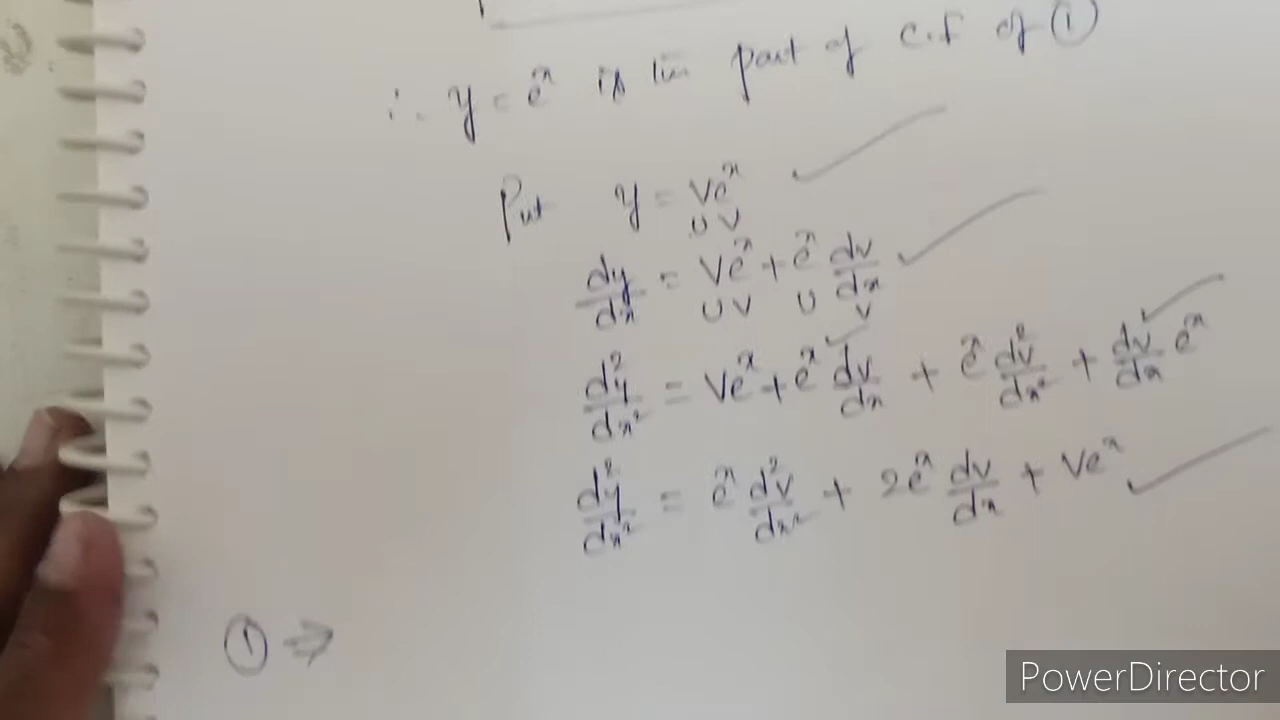 ∴ y = e^x is the part of C.F of ①
Put y = Ve^x
U V
dy/dx = Ve^x + e^x dv/dx
U V U V
d²y/dx² = Ve^x + e^x dv/dx + e^x d²v/dx² + dv/dx e^x
d²y/dx² = e^x d²v/dx² + 2e^x dv/dx + Ve^x
① ⇒
PowerDirector